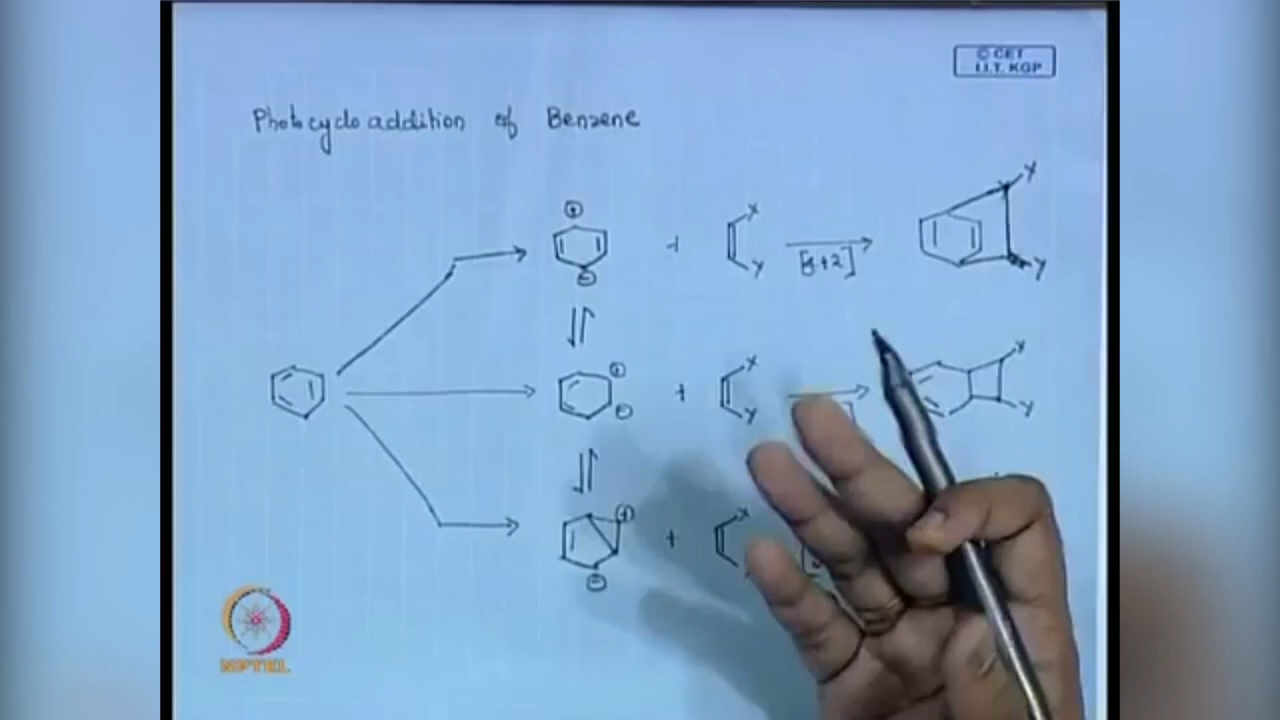 © CET
I.I.T. KGP
Photocycloaddition of Benzene
⊕ + X Y [4+2] Y Y
⊖
⊕ + X Y X Y
⊖
⊕ + X
⊖
NPTEL